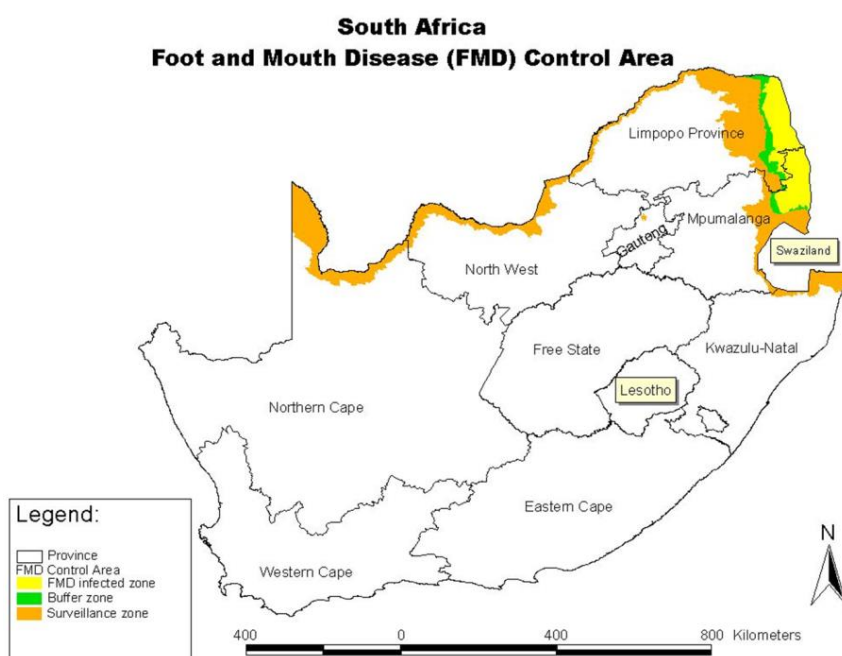 South Africa
Foot and Mouth Disease (FMD) Control Area
Limpopo Province
Mpumalanga
Gauteng
Swaziland
North West
Free State
Kwazulu-Natal
Lesotho
Northern Cape
Eastern Cape
Western Cape
Legend:
Province
FMD Control Area
FMD infected zone
Buffer zone
Surveillance zone
N
400 0 400 800 Kilometers